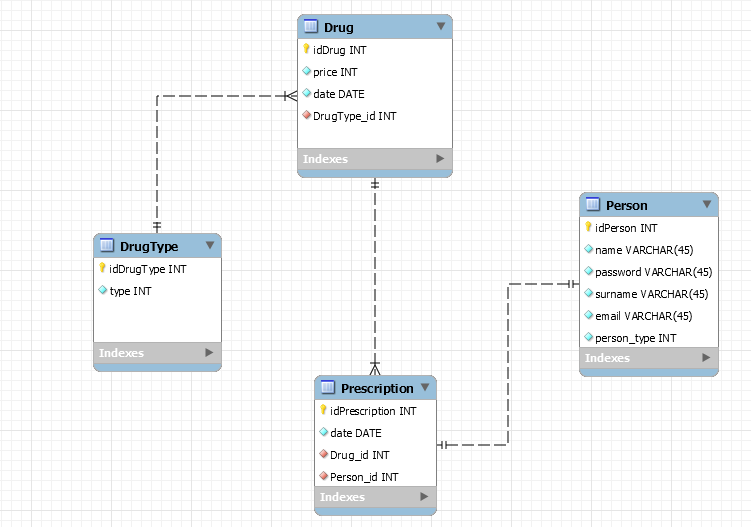 Drug
idDrug INT
price INT
date DATE
DrugType_id INT
Indexes
DrugType
idDrugType INT
type INT
Indexes
Person
idPerson INT
name VARCHAR(45)
password VARCHAR(45)
surname VARCHAR(45)
email VARCHAR(45)
person_type INT
Indexes
Prescription
idPrescription INT
date DATE
Drug_id INT
Person_id INT
Indexes